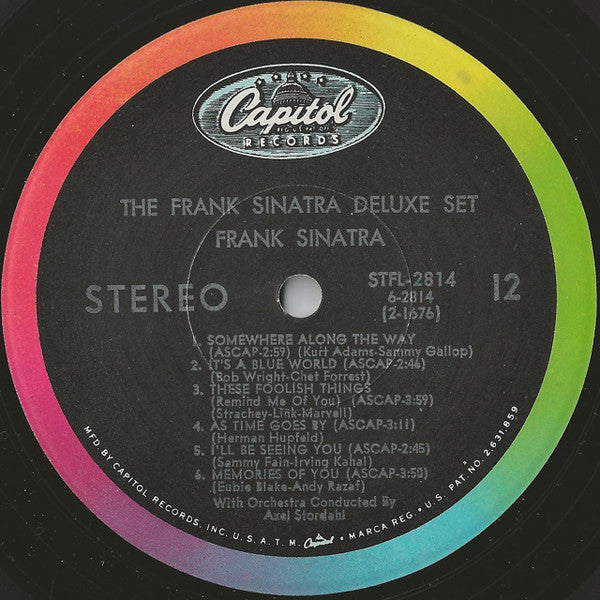 Capitol
REG. U.S. PAT. OFF.
RECORDS
THE FRANK SINATRA DELUXE SET
FRANK SINATRA
STEREO
STFL-2814
6-2814
(2-1676)
12
1. SOMEWHERE ALONG THE WAY
(ASCAP-2:59) (Kurt Adams-Sammy Gallop)
2. IT'S A BLUE WORLD (ASCAP-2:46)
(Bob Wright-Chet Forrest)
3. THESE FOOLISH THINGS
(Remind Me Of You) (ASCAP-3:59)
(Strachey-Link-Marvell)
4. AS TIME GOES BY (ASCAP-3:11)
(Herman Hupfeld)
5. I'LL BE SEEING YOU (ASCAP-2:45)
(Sammy Fain-Irving Kahal)
6. MEMORIES OF YOU (ASCAP-3:50)
(Eubie Blake-Andy Razaf)
With Orchestra Conducted By
Axel Stordahl
MFD. BY CAPITOL RECORDS, INC. U.S.A. T.M. Capitol MARCA REG. • U.S. PAT. NO. 2,631,859